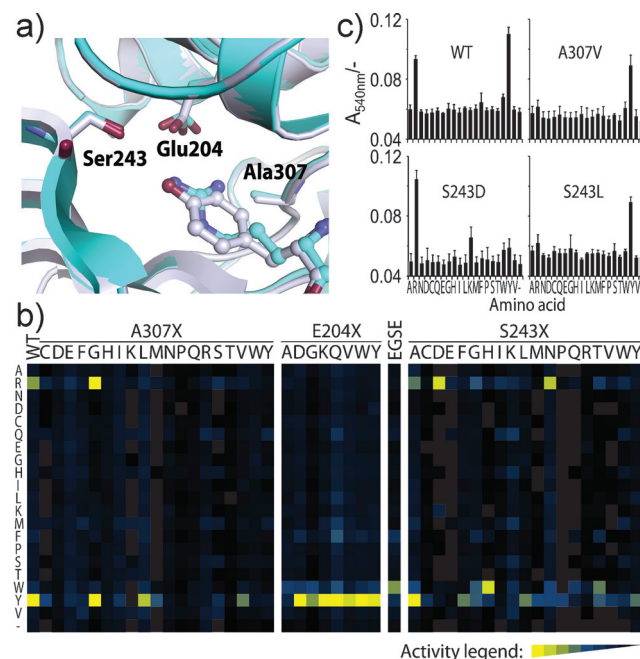 a)
Ser243
Glu204
Ala307
c)
A540nm/-
0.12
0.08
0.04
WT
A307V
0.12
0.08
0.04
S243D
S243L
ARNDCQEGHILKMFPSTWYV-
ARNDCQEGHILKMFPSTWYV-
Amino acid
b)
WT
A307X
CDEFGHIKLMNPQRSTVWY
E204X
ADGKQVWY
EGSE
S243X
ACDEFGHIKLMNPQRTVWY
A
R
N
D
C
Q
E
G
H
I
L
K
M
F
P
S
T
W
Y
V
-
Activity legend: